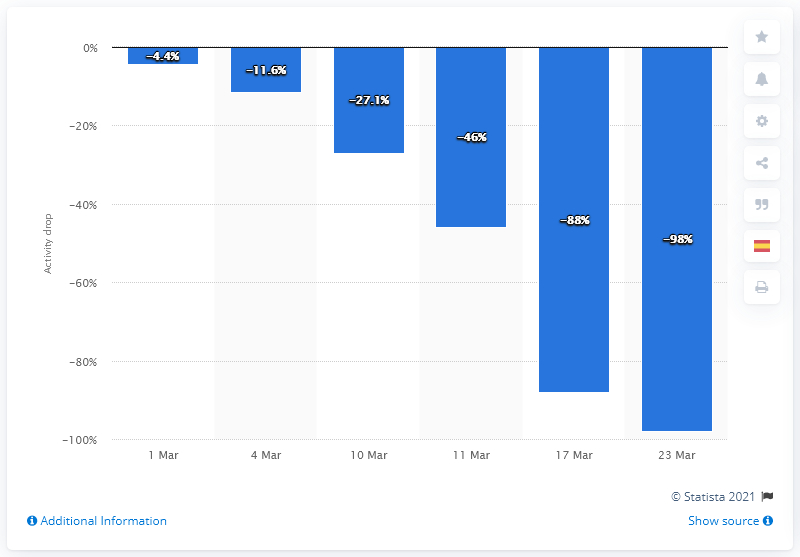 0%
−20%
−40%
−60%
−80%
−100%
Activity drop
−4.4%
−11.6%
−27.1%
−46%
−88%
−98%
1 Mar
4 Mar
10 Mar
11 Mar
17 Mar
23 Mar
© Statista 2021
Additional Information
Show source